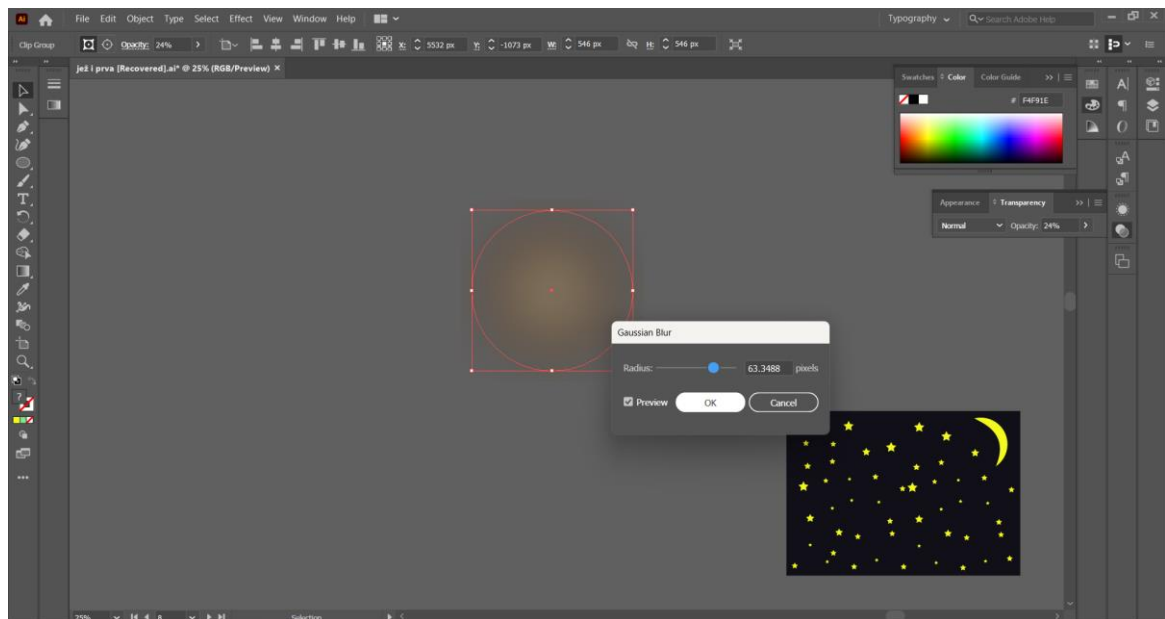 Ai File Edit Object Type Select Effect View Window Help Typography Search Adobe Help
Clip Group Opacity: 24% X: 5532 px Y: -1073 px W: 546 px H: 546 px
jež i prva [Recovered].ai* @ 25% (RGB/Preview) ×
Swatches Color Color Guide
# F4F91E
Appearance Transparency
Normal Opacity: 24%
Gaussian Blur
Radius: 63.3488 pixels
Preview OK Cancel
25% 8 Selection